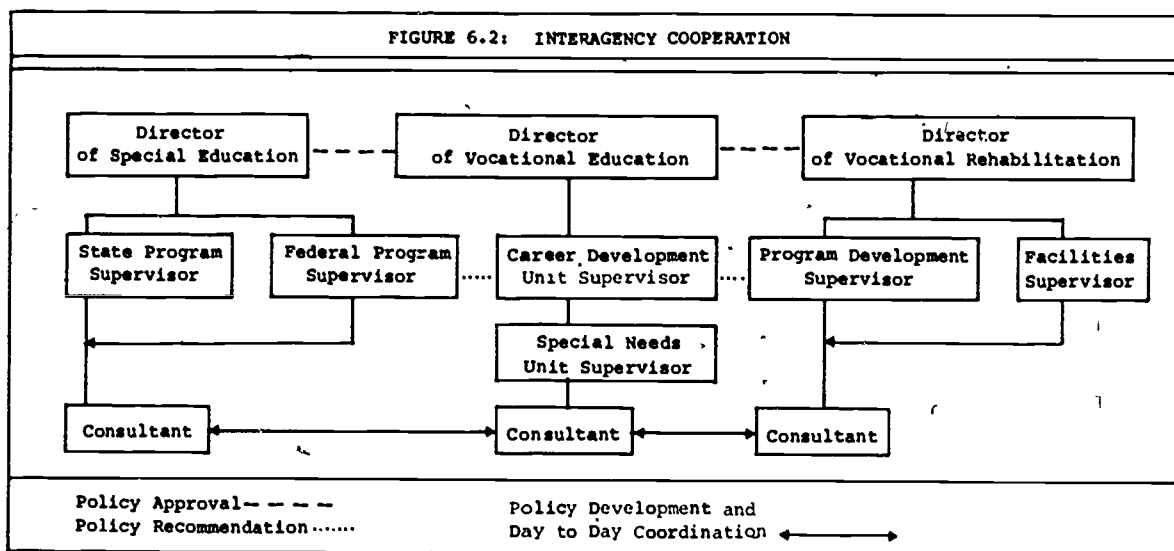 FIGURE 6.2: INTERAGENCY COOPERATION
Director
of Special Education
Director
of Vocational Education
Director
of Vocational Rehabilitation
State Program
Supervisor
Federal Program
Supervisor
Career Development
Unit Supervisor
Program Development
Supervisor
Facilities
Supervisor
Special Needs
Unit Supervisor
Consultant
Consultant
Consultant
Policy Approval
Policy Recommendation
Policy Development and
Day to Day Coordination